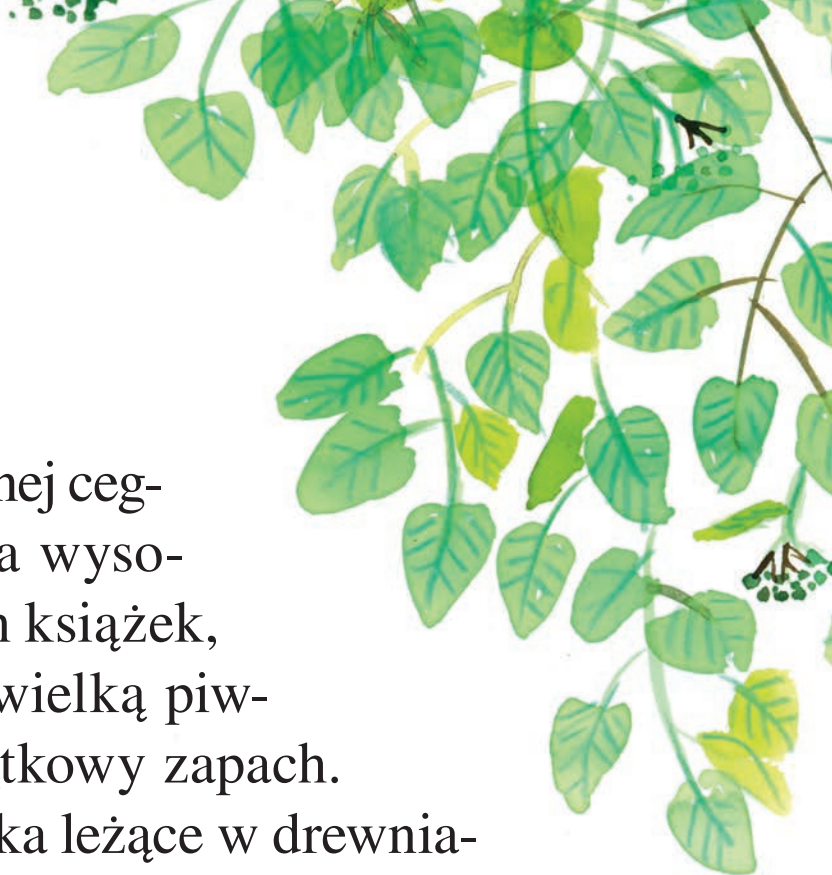 nej ceg-
a wyso-
książek,
wielką piw-
tkowy zapach.
ka leżące w drewnia-